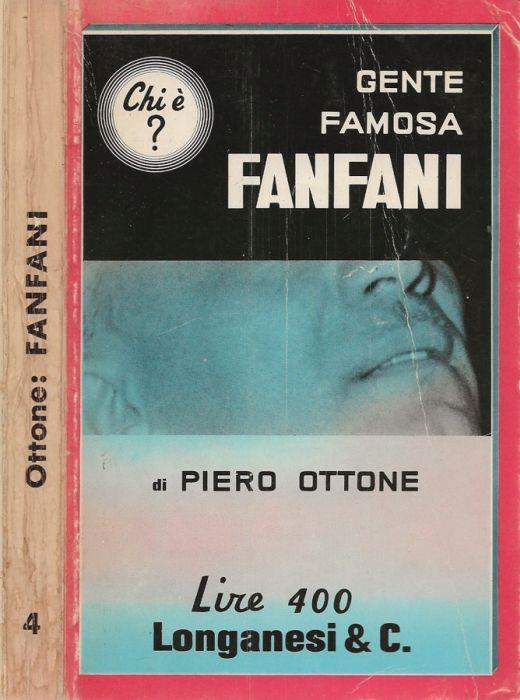 Ottone: FANFANI
4
Chi è
?
GENTE
FAMOSA
FANFANI
di PIERO OTTONE
Lire 400
Longanesi & C.